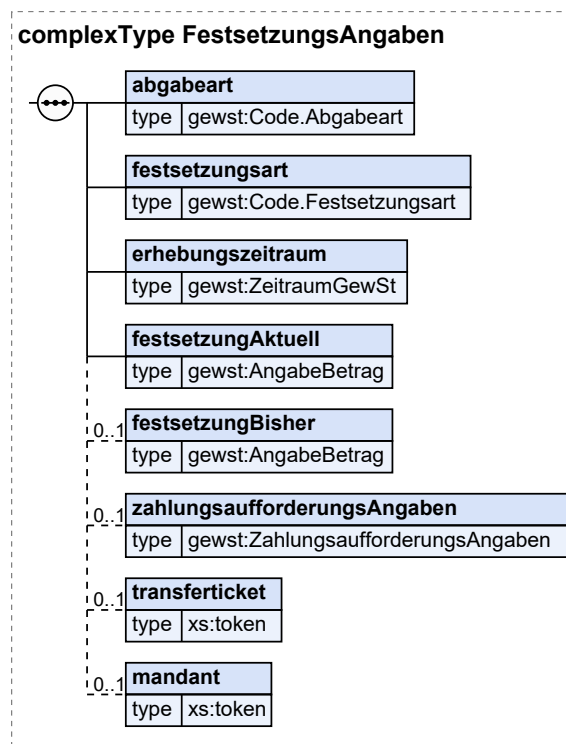 complexType FestsetzungsAngaben
abgabeart
type gewst:Code.Abgabeart
festsetzungsart
type gewst:Code.Festsetzungsart
erhebungszeitraum
type gewst:ZeitraumGewSt
festsetzungAktuell
type gewst:AngabeBetrag
0..1 festsetzungBisher
type gewst:AngabeBetrag
0..1 zahlungsaufforderungsAngaben
type gewst:ZahlungsaufforderungsAngaben
0..1 transferticket
type xs:token
0..1 mandant
type xs:token